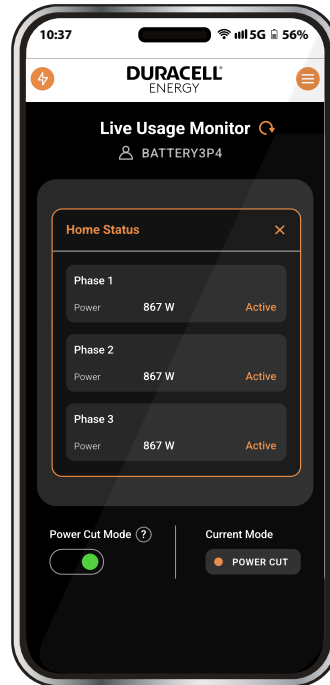 10:37 5G 56%
DURACELL
ENERGY
Live Usage Monitor
BATTERY3P4
Home Status
Phase 1
Power 867 W Active
Phase 2
Power 867 W Active
Phase 3
Power 867 W Active
Power Cut Mode ? Current Mode
POWER CUT